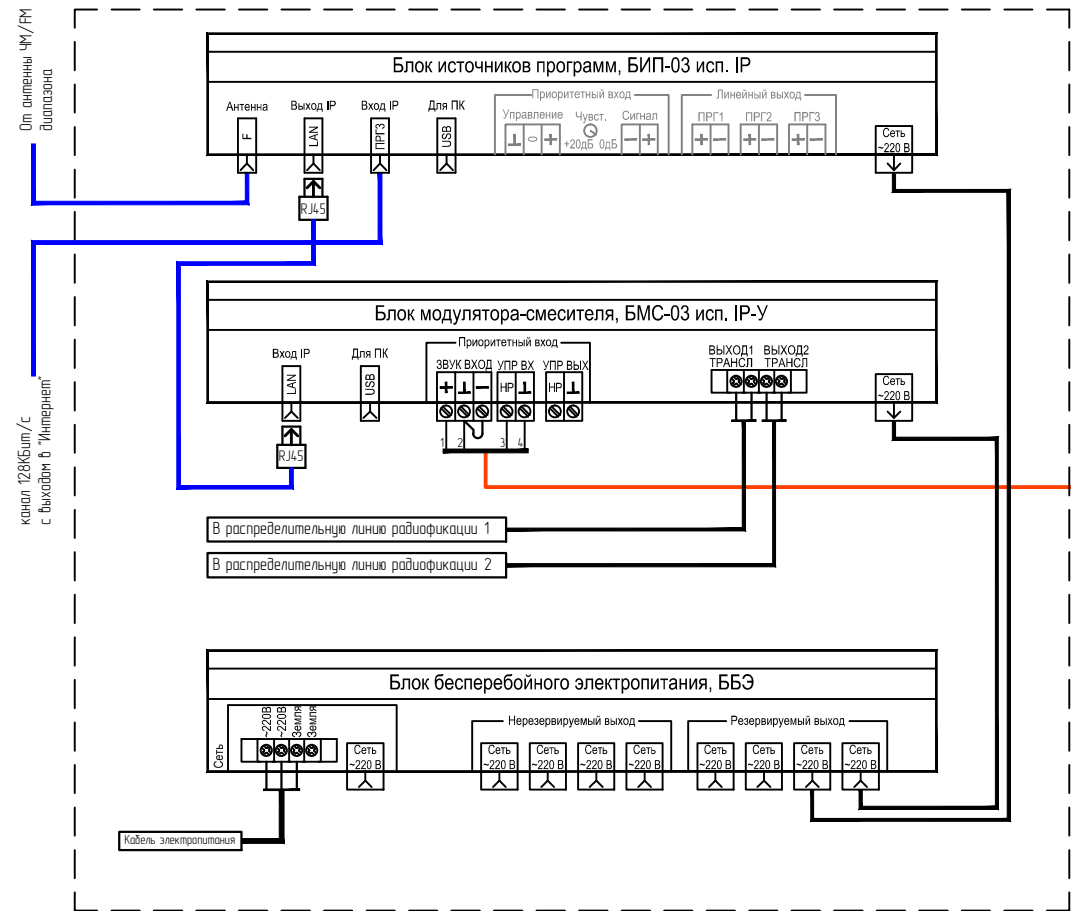 От антенны ЧМ/FM
диапазона
канал 128КБит/с
с выходом в "Интернет"
Блок источников программ, БИП-03 исп. IP
Антенна Выход IP Вход IP Для ПК
Приоритетный вход
Линейный выход
Управление Чувст. Сигнал
ПРГ1 ПРГ2 ПРГ3
F LAN ПРГ3 USB
⊥ 0 + +20дБ 0дБ − +
+ − + − + −
Сеть
~220 В
RJ45
Блок модулятора-смесителя, БМС-03 исп. IP-У
Вход IP Для ПК
Приоритетный вход
ЗВУК ВХОД УПР ВХ УПР ВЫХ
ВЫХОД1 ВЫХОД2
ТРАНСЛ ТРАНСЛ
LAN USB
+ ⊥ − НР ⊥ НР ⊥
Сеть
~220 В
1 2 3 4
RJ45
В распределительную линию радиофикации 1
В распределительную линию радиофикации 2
Блок бесперебойного электропитания, ББЭ
Сеть
~220В ~220В Земля Земля
Нерезервируемый выход
Резервируемый выход
Сеть Сеть Сеть Сеть Сеть Сеть Сеть Сеть Сеть
~220 В ~220 В ~220 В ~220 В ~220 В ~220 В ~220 В ~220 В ~220 В
Кабель электропитания